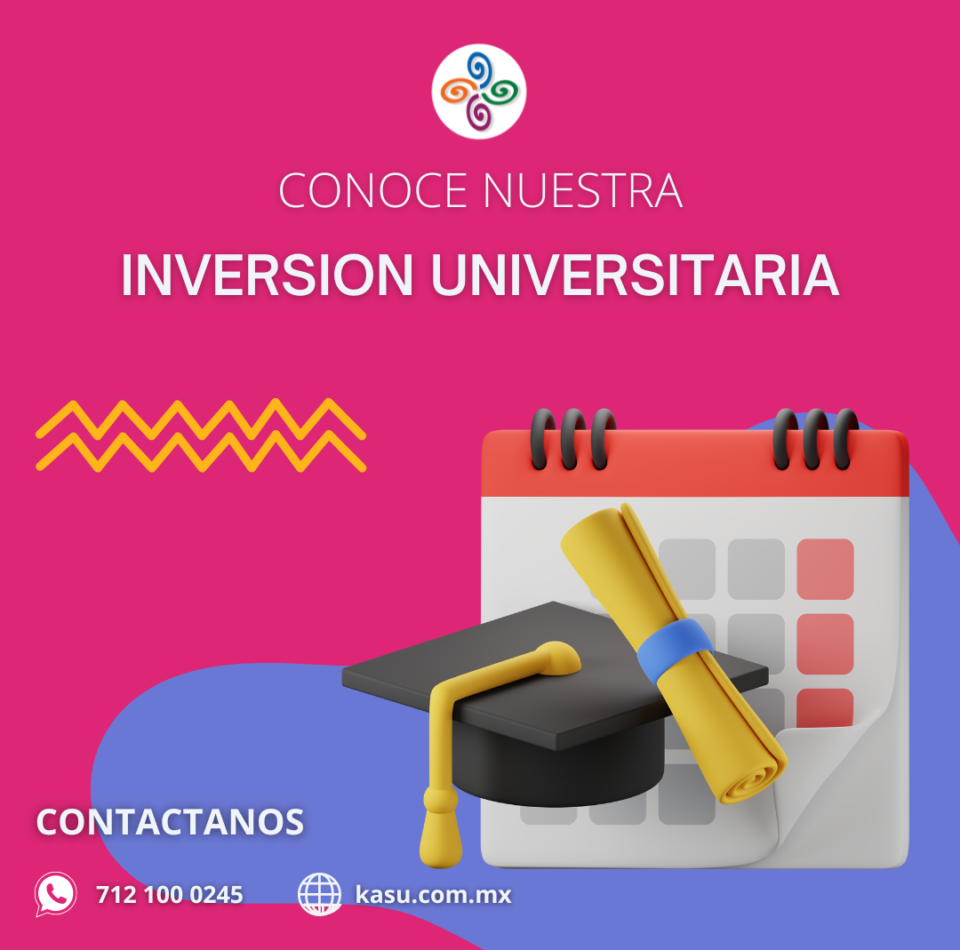 CONOCE NUESTRA
INVERSION UNIVERSITARIA
CONTACTANOS
712 100 0245
kasu.com.mx